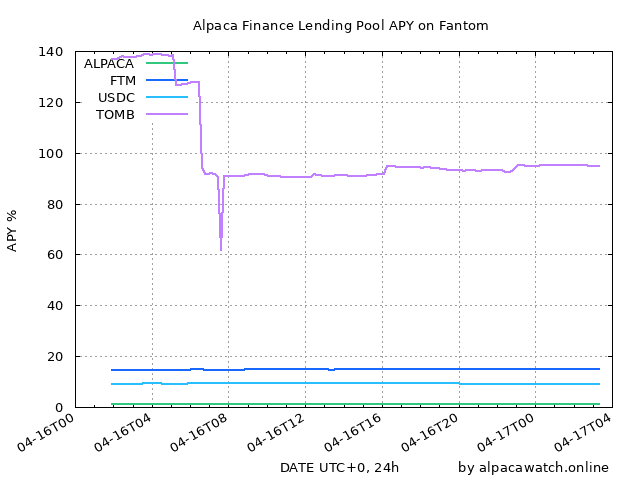 Alpaca Finance Lending Pool APY on Fantom
140
120
100
80
60
40
20
0
APY %
ALPACA
FTM
USDC
TOMB
04-16T00
04-16T04
04-16T08
04-16T12
04-16T16
04-16T20
04-17T00
04-17T04
DATE UTC+0, 24h
by alpacawatch.online